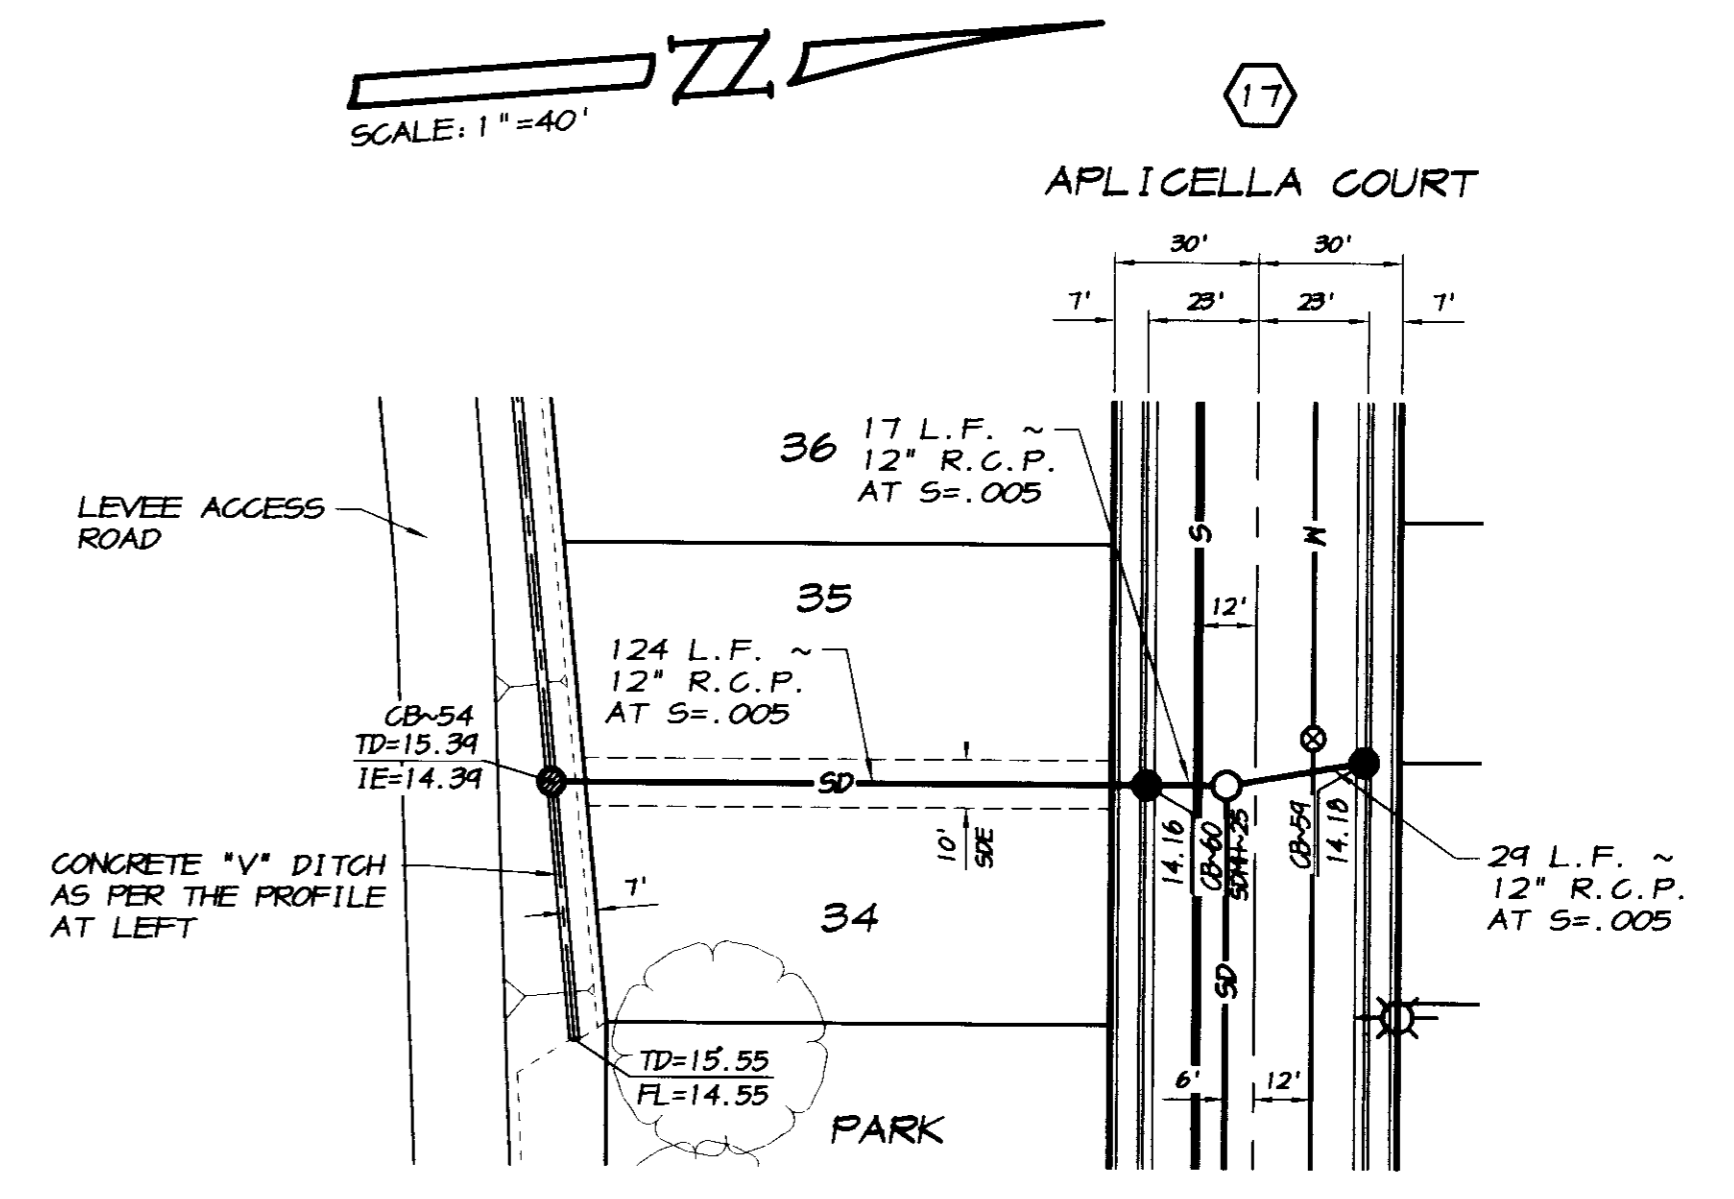 SCALE: 1"=40'
17
APLICELLA COURT
30' 30'
7' 23' 23' 7'
36
17 L.F. ~
12" R.C.P.
AT S=.005
LEVEE ACCESS
ROAD
S
W
35
12'
124 L.F. ~
12" R.C.P.
AT S=.005
CB~54
TD=15.39
IE=14.39
SD
10'
SDE
14.16
CB~60
SDMH~25
CB~59
14.18
29 L.F. ~
12" R.C.P.
AT S=.005
CONCRETE "V" DITCH
AS PER THE PROFILE
AT LEFT
7'
34
SD
TD=15.55
FL=14.55
6' 12'
PARK